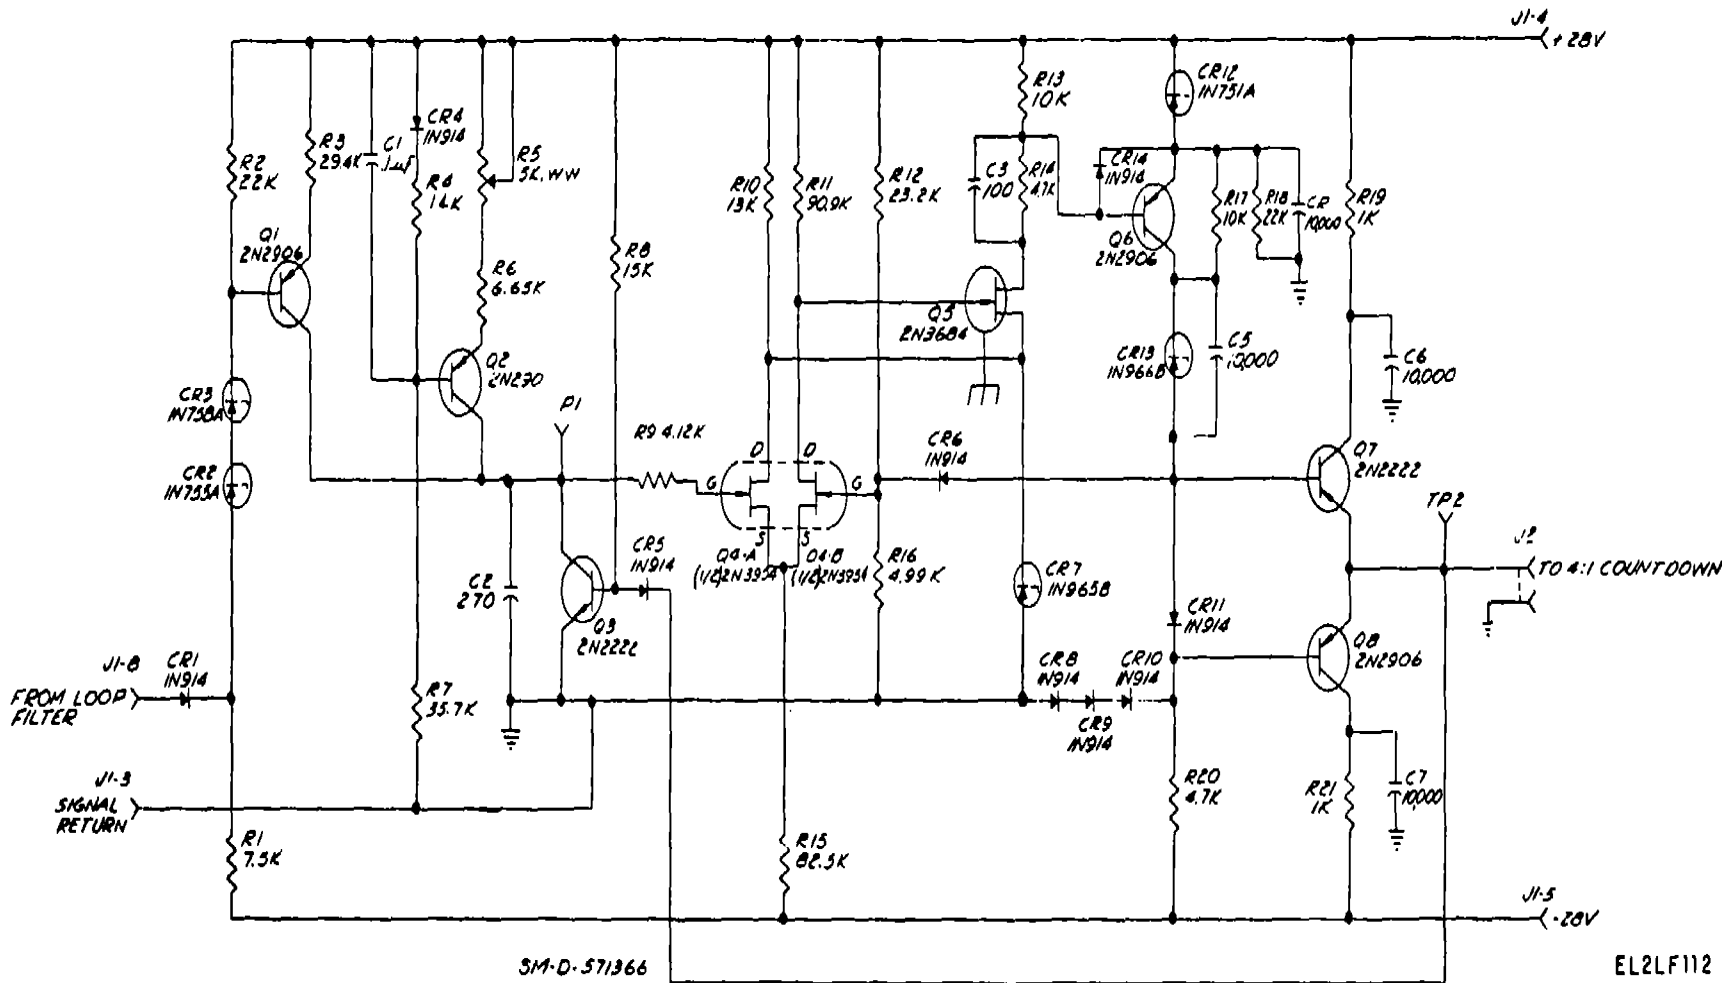 J1-4
+28V
R2
22K
R3
29.4K
C1
.1uf
CR4
1N914
R4
14K
R5
5K, WW
R6
6.65K
R8
15K
R10
13K
R11
90.9K
R12
23.2K
R13
10K
C3
100
R14
4.7K
CR14
1N914
CR12
1N751A
Q6
2N2906
R17
10K
R18
22K
10,000
R19
1K
Q1
2N2906
Q2
Q5
2N3684
CR13
1N966B
C5
10,000
C6
10,000
CR3
1N758A
CR2
1N755A
P1
R9 4.12K
D
D
G
G
S
S
Q4-A
(1/2)2N3954
Q4-B
(1/2)2N3954
CR6
1N914
Q7
2N2222
TP2
J2
TO 4:1 COUNTDOWN
C2
270
CR5
1N914
Q3
2N2222
R16
4.99K
CR7
1N965B
CR11
1N914
Q8
2N2906
J1-8
FROM LOOP
FILTER
CR1
1N914
R7
35.7K
CR8
1N914
CR10
1N914
CR9
1N914
J1-3
SIGNAL
RETURN
R1
7.5K
R15
82.5K
R20
4.7K
R21
1K
C7
10,000
J1-5
-28V
SM-D-571366
EL2LF112